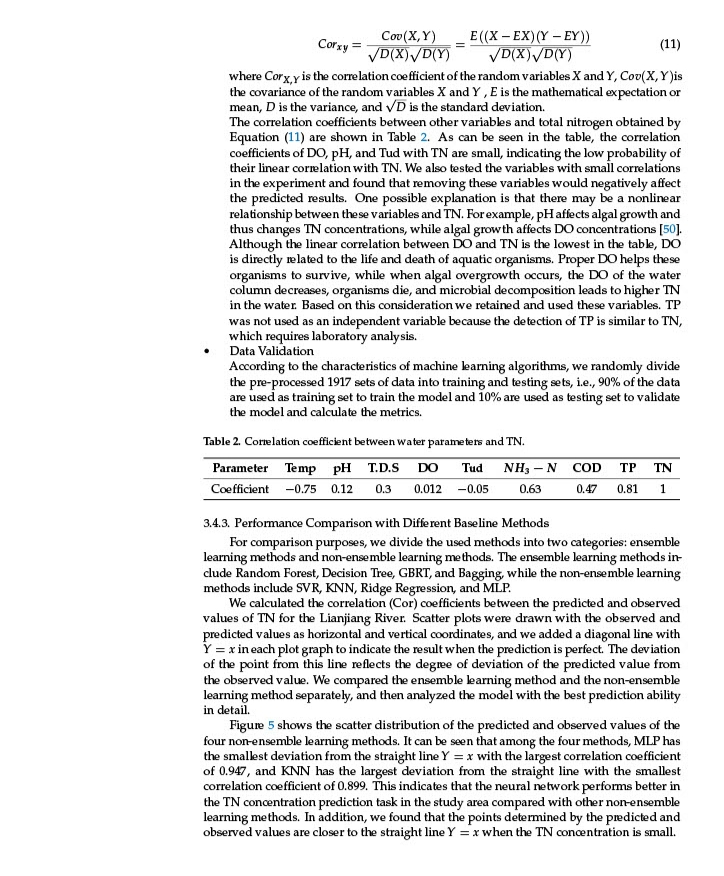 Cor_xy = Cov(X,Y) / √D(X)√D(Y) = E((X − EX)(Y − EY)) / √D(X)√D(Y) (11)
where Cor_X,Y is the correlation coefficient of the random variables X and Y, Cov(X,Y)is
the covariance of the random variables X and Y , E is the mathematical expectation or
mean, D is the variance, and √D is the standard deviation.
The correlation coefficients between other variables and total nitrogen obtained by
Equation (11) are shown in Table 2. As can be seen in the table, the correlation
coefficients of DO, pH, and Tud with TN are small, indicating the low probability of
their linear correlation with TN. We also tested the variables with small correlations
in the experiment and found that removing these variables would negatively affect
the predicted results. One possible explanation is that there may be a nonlinear
relationship between these variables and TN. For example, pH affects algal growth and
thus changes TN concentrations, while algal growth affects DO concentrations [50].
Although the linear correlation between DO and TN is the lowest in the table, DO
is directly related to the life and death of aquatic organisms. Proper DO helps these
organisms to survive, while when algal overgrowth occurs, the DO of the water
column decreases, organisms die, and microbial decomposition leads to higher TN
in the water. Based on this consideration we retained and used these variables. TP
was not used as an independent variable because the detection of TP is similar to TN,
which requires laboratory analysis.
• Data Validation
According to the characteristics of machine learning algorithms, we randomly divide
the pre-processed 1917 sets of data into training and testing sets, i.e., 90% of the data
are used as training set to train the model and 10% are used as testing set to validate
the model and calculate the metrics.
Table 2. Correlation coefficient between water parameters and TN.
Parameter Temp pH T.D.S DO Tud NH₃ − N COD TP TN
Coefficient −0.75 0.12 0.3 0.012 −0.05 0.63 0.47 0.81 1
3.4.3. Performance Comparison with Different Baseline Methods
For comparison purposes, we divide the used methods into two categories: ensemble
learning methods and non-ensemble learning methods. The ensemble learning methods in-
clude Random Forest, Decision Tree, GBRT, and Bagging, while the non-ensemble learning
methods include SVR, KNN, Ridge Regression, and MLP.
We calculated the correlation (Cor) coefficients between the predicted and observed
values of TN for the Lianjiang River. Scatter plots were drawn with the observed and
predicted values as horizontal and vertical coordinates, and we added a diagonal line with
Y = x in each plot graph to indicate the result when the prediction is perfect. The deviation
of the point from this line reflects the degree of deviation of the predicted value from
the observed value. We compared the ensemble learning method and the non-ensemble
learning method separately, and then analyzed the model with the best prediction ability
in detail.
Figure 5 shows the scatter distribution of the predicted and observed values of the
four non-ensemble learning methods. It can be seen that among the four methods, MLP has
the smallest deviation from the straight line Y = x with the largest correlation coefficient
of 0.947, and KNN has the largest deviation from the straight line with the smallest
correlation coefficient of 0.899. This indicates that the neural network performs better in
the TN concentration prediction task in the study area compared with other non-ensemble
learning methods. In addition, we found that the points determined by the predicted and
observed values are closer to the straight line Y = x when the TN concentration is small.